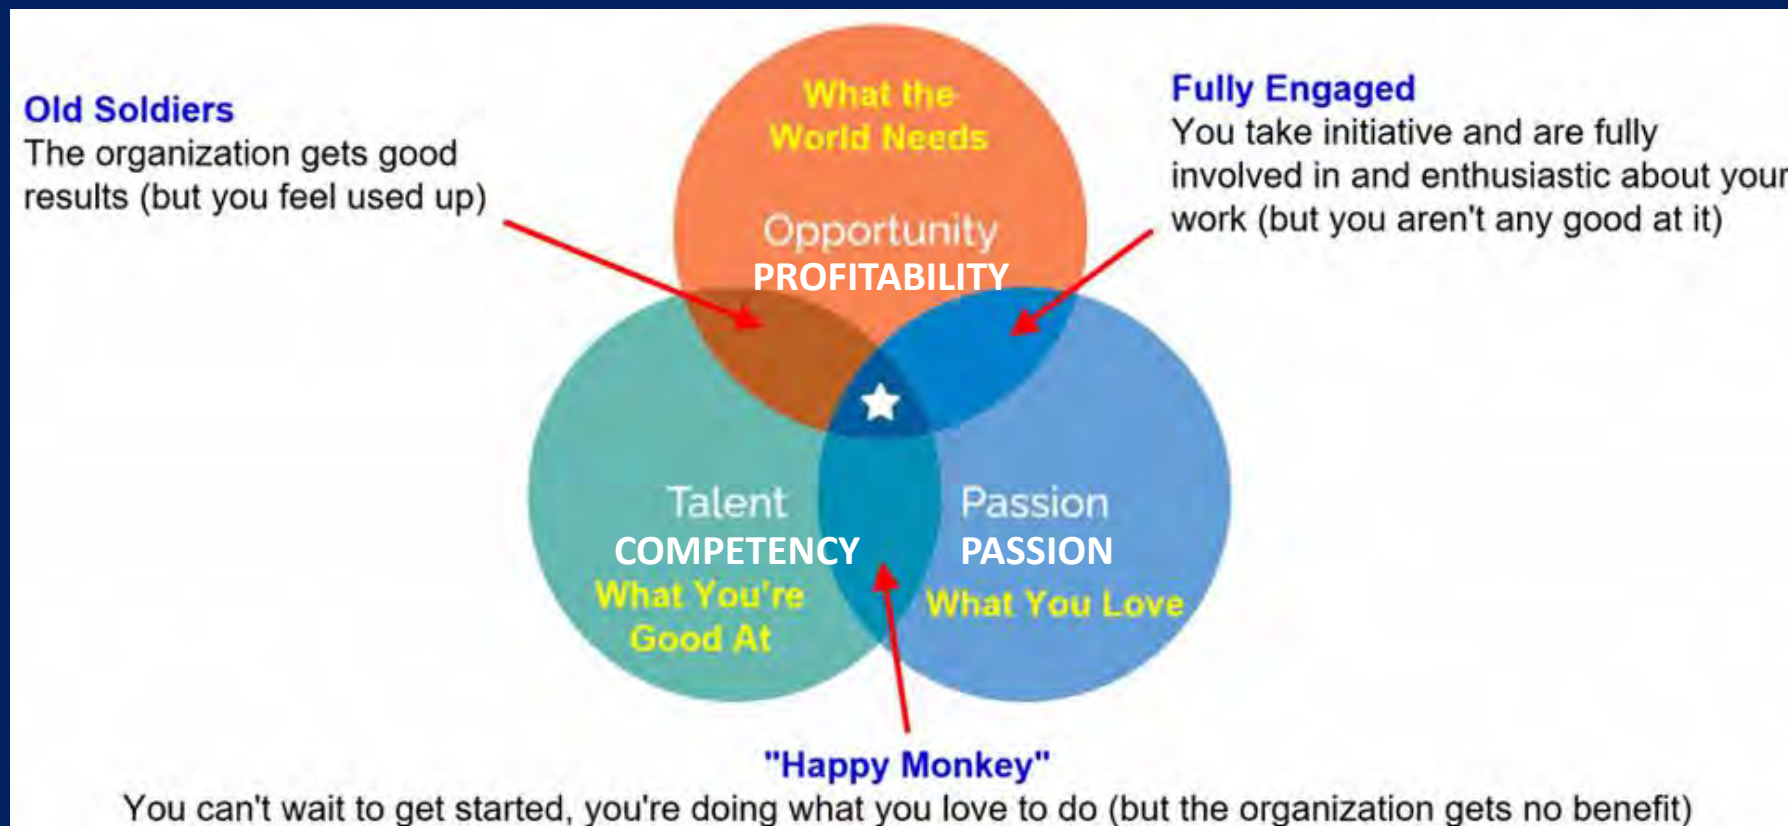 Old Soldiers
The organization gets good
results (but you feel used up)
What the
World Needs
Opportunity
PROFITABILITY
Fully Engaged
You take initiative and are fully
involved in and enthusiastic about your
work (but you aren't any good at it)
Talent
COMPETENCY
What You're
Good At
Passion
PASSION
What You Love
"Happy Monkey"
You can't wait to get started, you're doing what you love to do (but the organization gets no benefit)